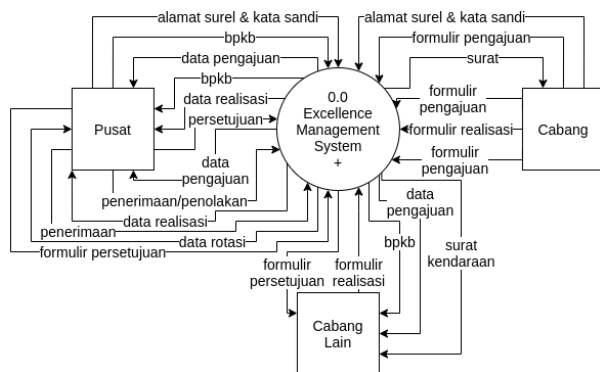 alamat surel & kata sandi
alamat surel & kata sandi
bpkb
formulir pengajuan
data pengajuan
surat
bpkb
data realisasi
persetujuan
Pusat
0.0
Excellence
Management
System
+
formulir
pengajuan
formulir realisasi
formulir
pengajuan
Cabang
data
pengajuan
penerimaan/penolakan
data realisasi
penerimaan
data rotasi
formulir persetujuan
data
pengajuan
bpkb
surat
kendaraan
formulir
persetujuan
formulir
realisasi
Cabang
Lain